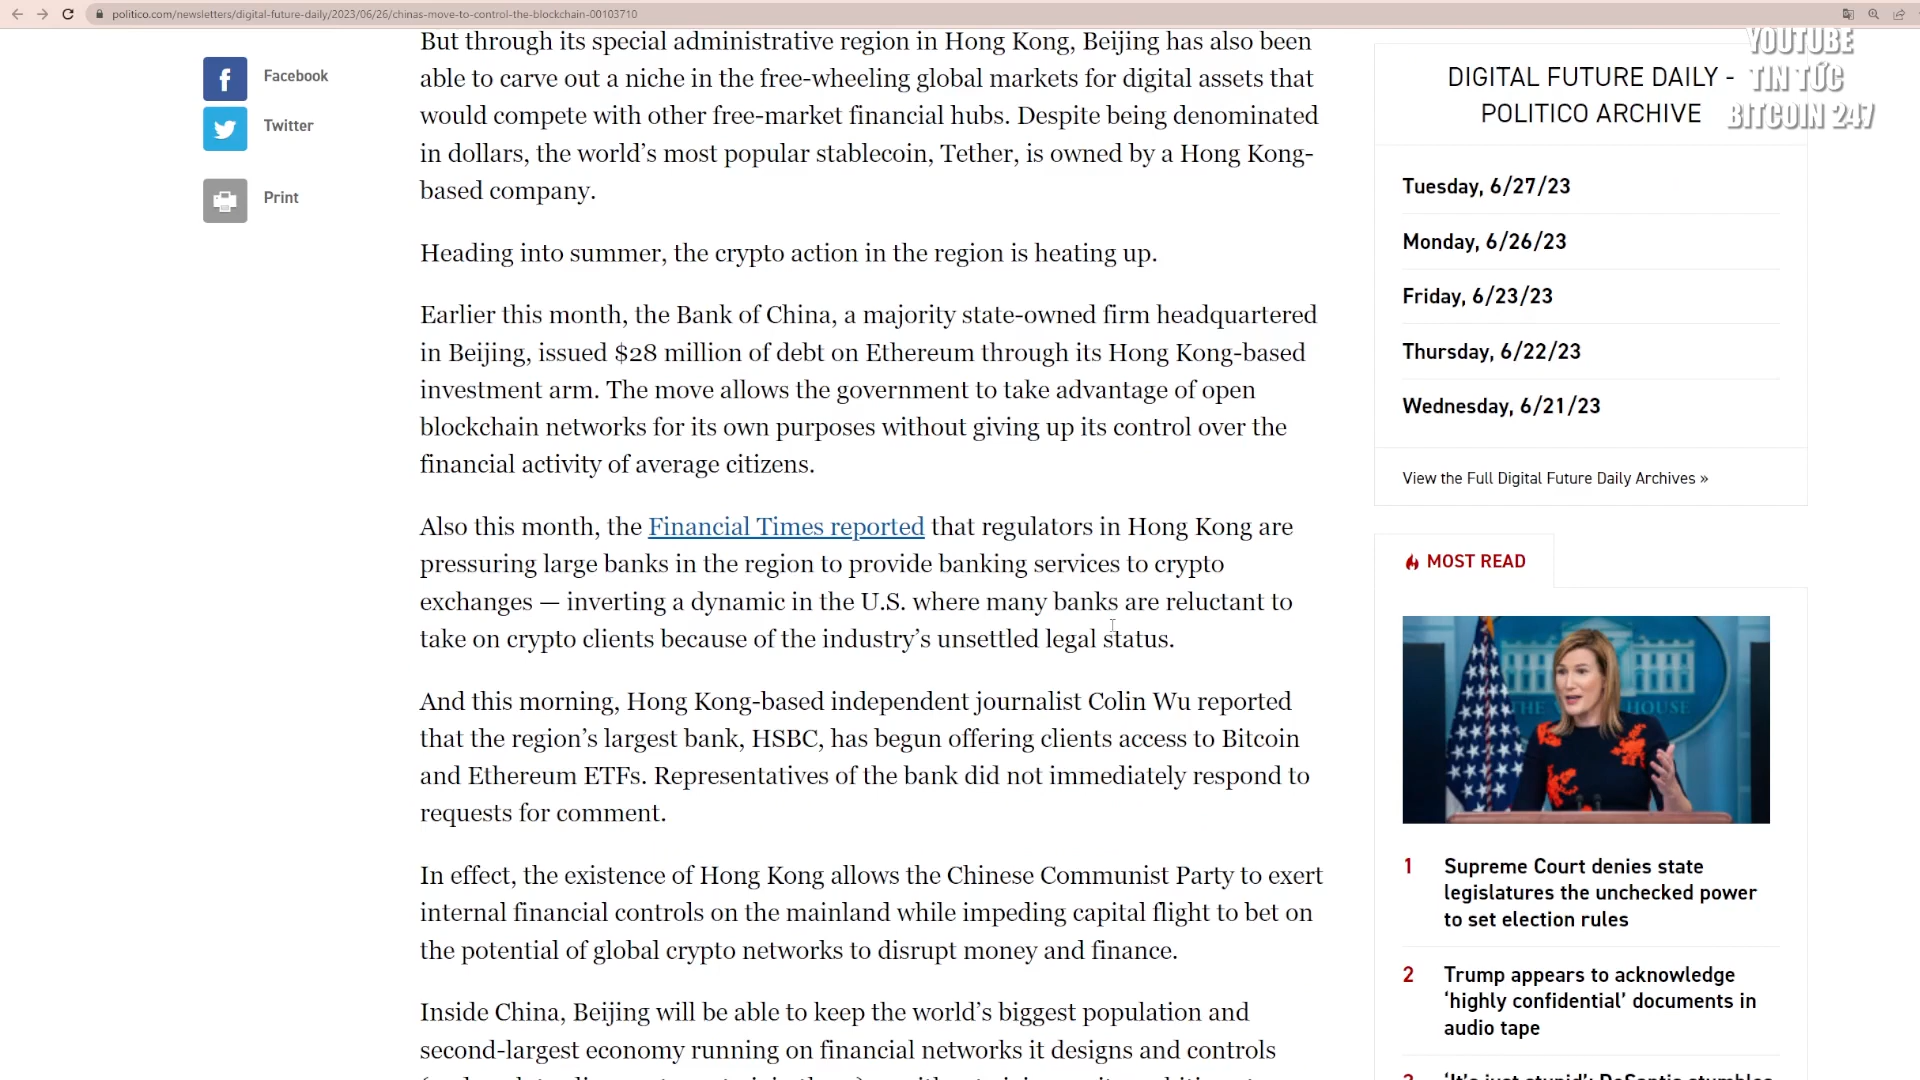 politico.com/newsletters/digital-future-daily/2023/06/26/chinas-move-to-control-the-blockchain-00103710
YOUTUBE
TIN TỨC
BITCOIN 247
Facebook
Twitter
Print
But through its special administrative region in Hong Kong, Beijing has also been
able to carve out a niche in the free-wheeling global markets for digital assets that
would compete with other free-market financial hubs. Despite being denominated
in dollars, the world’s most popular stablecoin, Tether, is owned by a Hong Kong-
based company.
Heading into summer, the crypto action in the region is heating up.
Earlier this month, the Bank of China, a majority state-owned firm headquartered
in Beijing, issued $28 million of debt on Ethereum through its Hong Kong-based
investment arm. The move allows the government to take advantage of open
blockchain networks for its own purposes without giving up its control over the
financial activity of average citizens.
Also this month, the Financial Times reported that regulators in Hong Kong are
pressuring large banks in the region to provide banking services to crypto
exchanges — inverting a dynamic in the U.S. where many banks are reluctant to
take on crypto clients because of the industry’s unsettled legal status.
And this morning, Hong Kong-based independent journalist Colin Wu reported
that the region’s largest bank, HSBC, has begun offering clients access to Bitcoin
and Ethereum ETFs. Representatives of the bank did not immediately respond to
requests for comment.
In effect, the existence of Hong Kong allows the Chinese Communist Party to exert
internal financial controls on the mainland while impeding capital flight to bet on
the potential of global crypto networks to disrupt money and finance.
Inside China, Beijing will be able to keep the world’s biggest population and
second-largest economy running on financial networks it designs and controls
DIGITAL FUTURE DAILY -
POLITICO ARCHIVE
Tuesday, 6/27/23
Monday, 6/26/23
Friday, 6/23/23
Thursday, 6/22/23
Wednesday, 6/21/23
View the Full Digital Future Daily Archives »
MOST READ
THE WHITE HOUSE
1 Supreme Court denies state
legislatures the unchecked power
to set election rules
2 Trump appears to acknowledge
‘highly confidential’ documents in
audio tape
‘It’s just stupid’: DeSantis stumbles